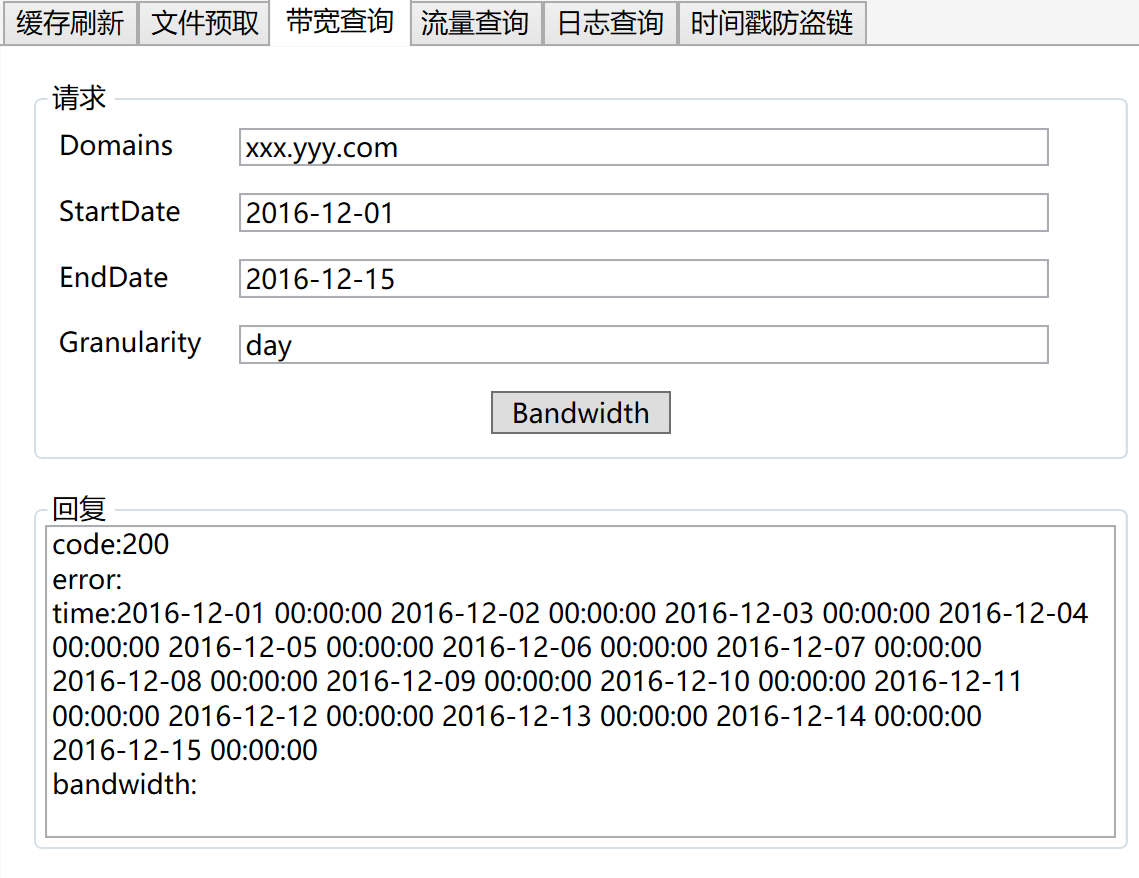 缓存刷新 文件预取 带宽查询 流量查询 日志查询 时间戳防盗链
请求
Domains xxx.yyy.com
StartDate 2016-12-01
EndDate 2016-12-15
Granularity day
Bandwidth
回复
code:200
error:
time:2016-12-01 00:00:00 2016-12-02 00:00:00 2016-12-03 00:00:00 2016-12-04
00:00:00 2016-12-05 00:00:00 2016-12-06 00:00:00 2016-12-07 00:00:00
2016-12-08 00:00:00 2016-12-09 00:00:00 2016-12-10 00:00:00 2016-12-11
00:00:00 2016-12-12 00:00:00 2016-12-13 00:00:00 2016-12-14 00:00:00
2016-12-15 00:00:00
bandwidth: